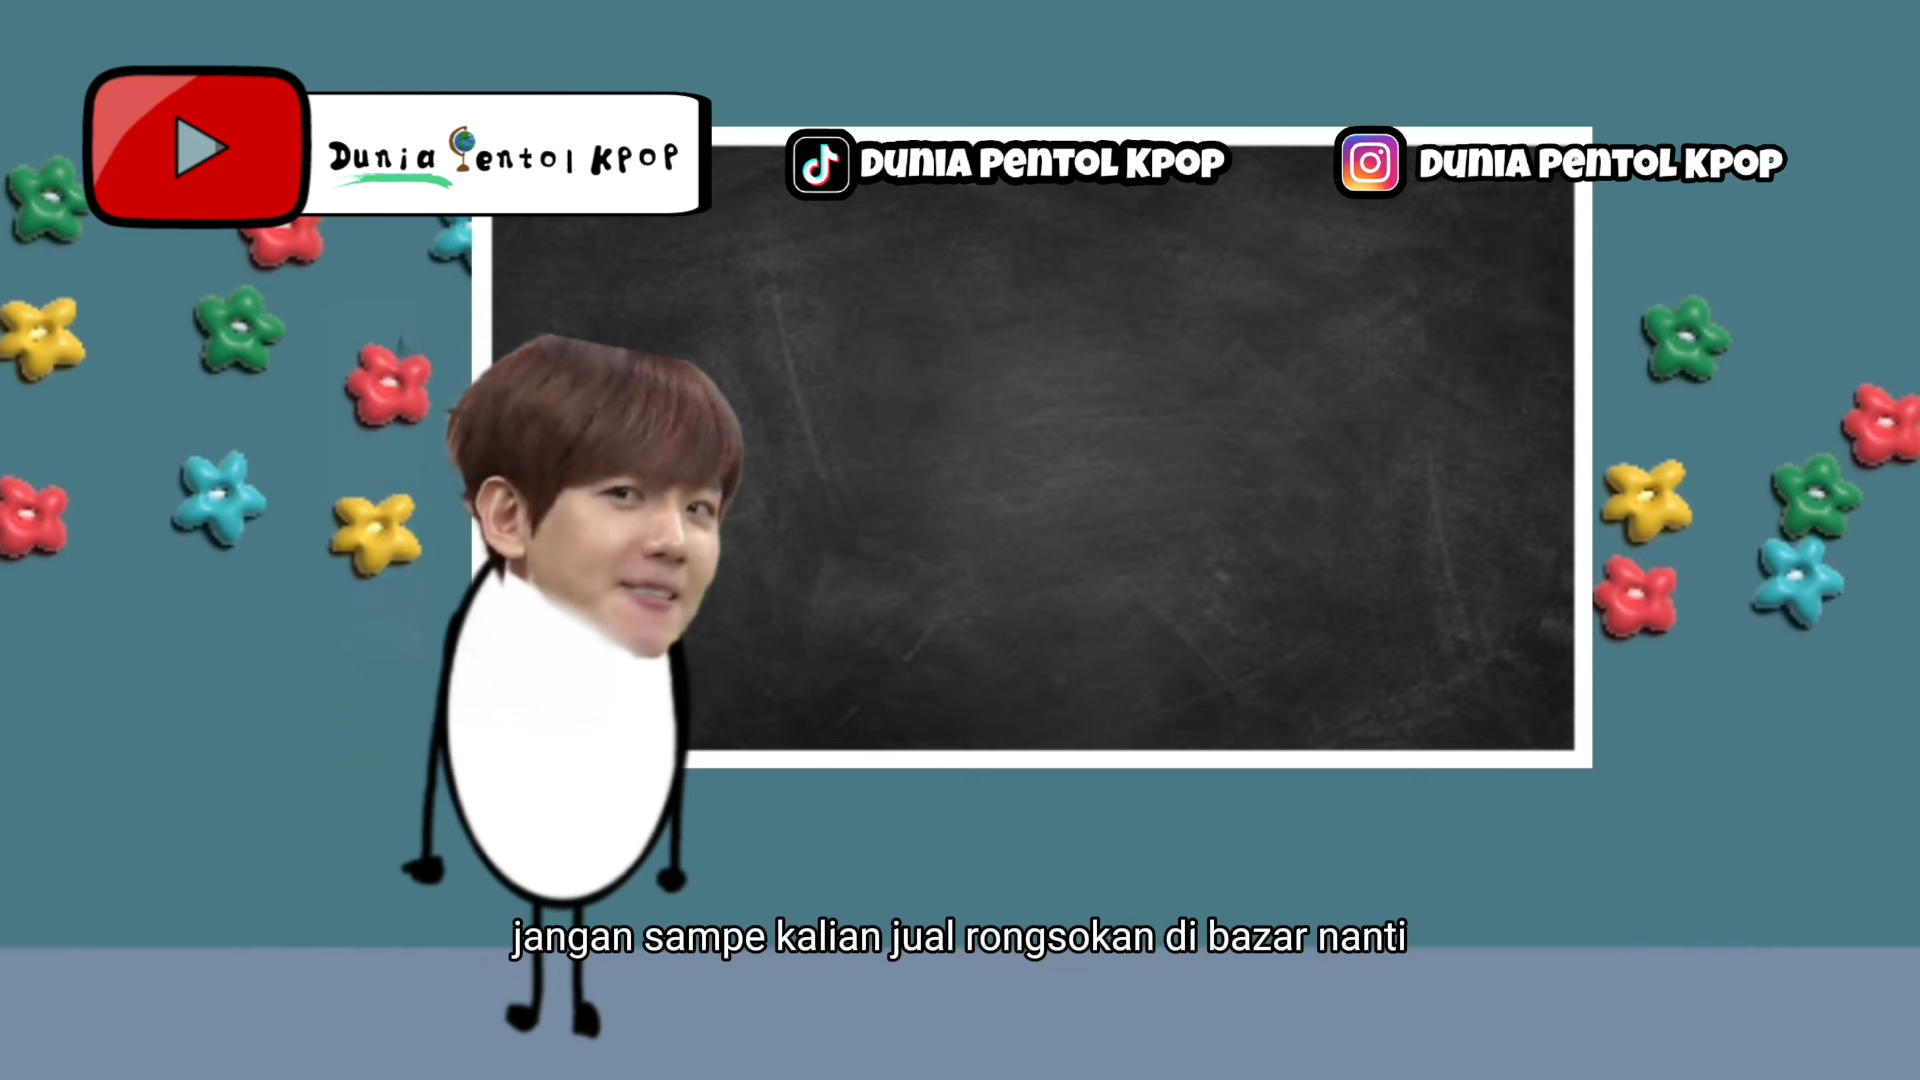 Dunia Pentol KPOP
Dunia Pentol Kpop
Dunia Pentol Kpop
jangan sampe kalian jual rongsokan di bazar nanti